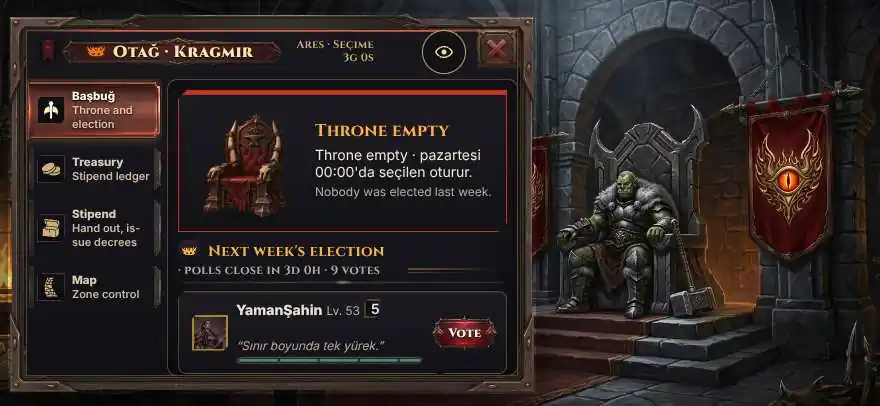 Otağ · Kragmir
Ares · Seçime
3g 0s
Başbuğ
Throne and
election
Treasury
Stipend ledger
Stipend
Hand out, is-
sue decrees
Map
Zone control
Throne empty
Throne empty · pazartesi
00:00'da seçilen oturur.
Nobody was elected last week.
Next week's election
· polls close in 3d 0h · 9 votes
YamanŞahin Lv. 53 5
"Sınır boyunda tek yürek."
Vote